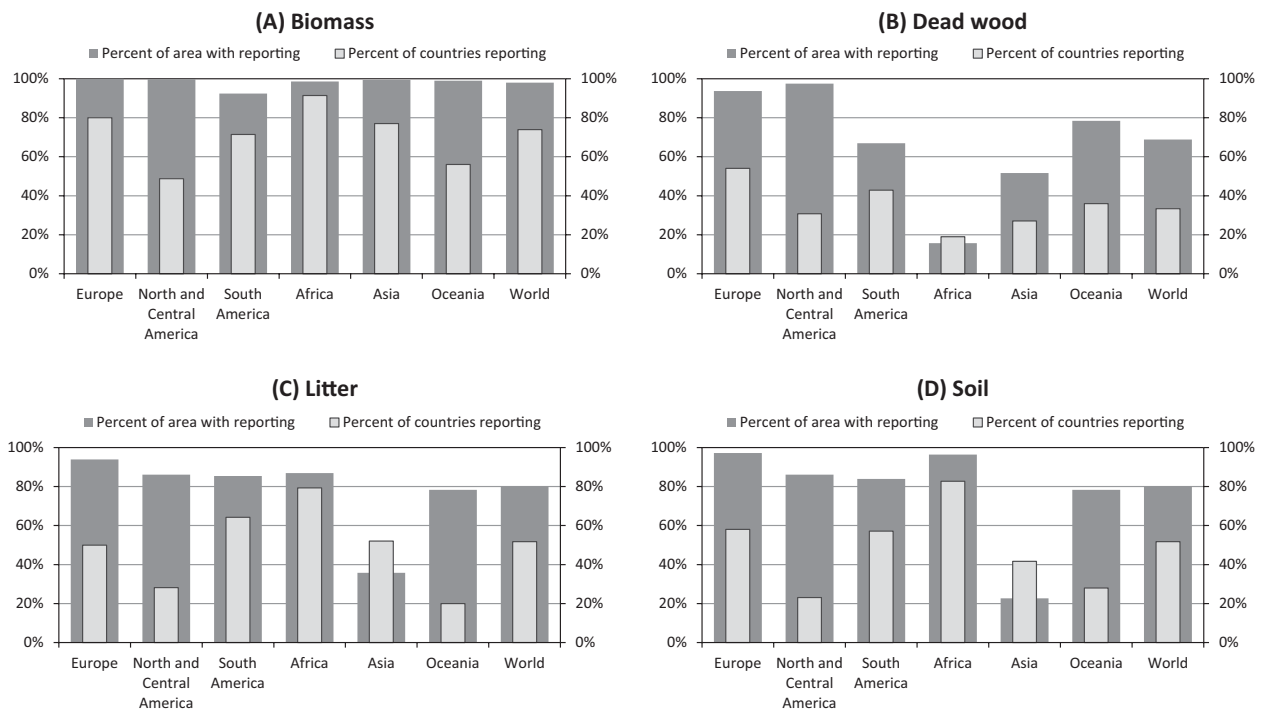 (A) Biomass
Percent of area with reporting Percent of countries reporting
100% 100%
80% 80%
60% 60%
40% 40%
20% 20%
0% 0%
Europe North and South Africa Asia Oceania World
Central America
America
(B) Dead wood
Percent of area with reporting Percent of countries reporting
100% 100%
80% 80%
60% 60%
40% 40%
20% 20%
0% 0%
Europe North and South Africa Asia Oceania World
Central America
America
(C) Litter
Percent of area with reporting Percent of countries reporting
100% 100%
80% 80%
60% 60%
40% 40%
20% 20%
0% 0%
Europe North and South Africa Asia Oceania World
Central America
America
(D) Soil
Percent of area with reporting Percent of countries reporting
100% 100%
80% 80%
60% 60%
40% 40%
20% 20%
0% 0%
Europe North and South Africa Asia Oceania World
Central America
America